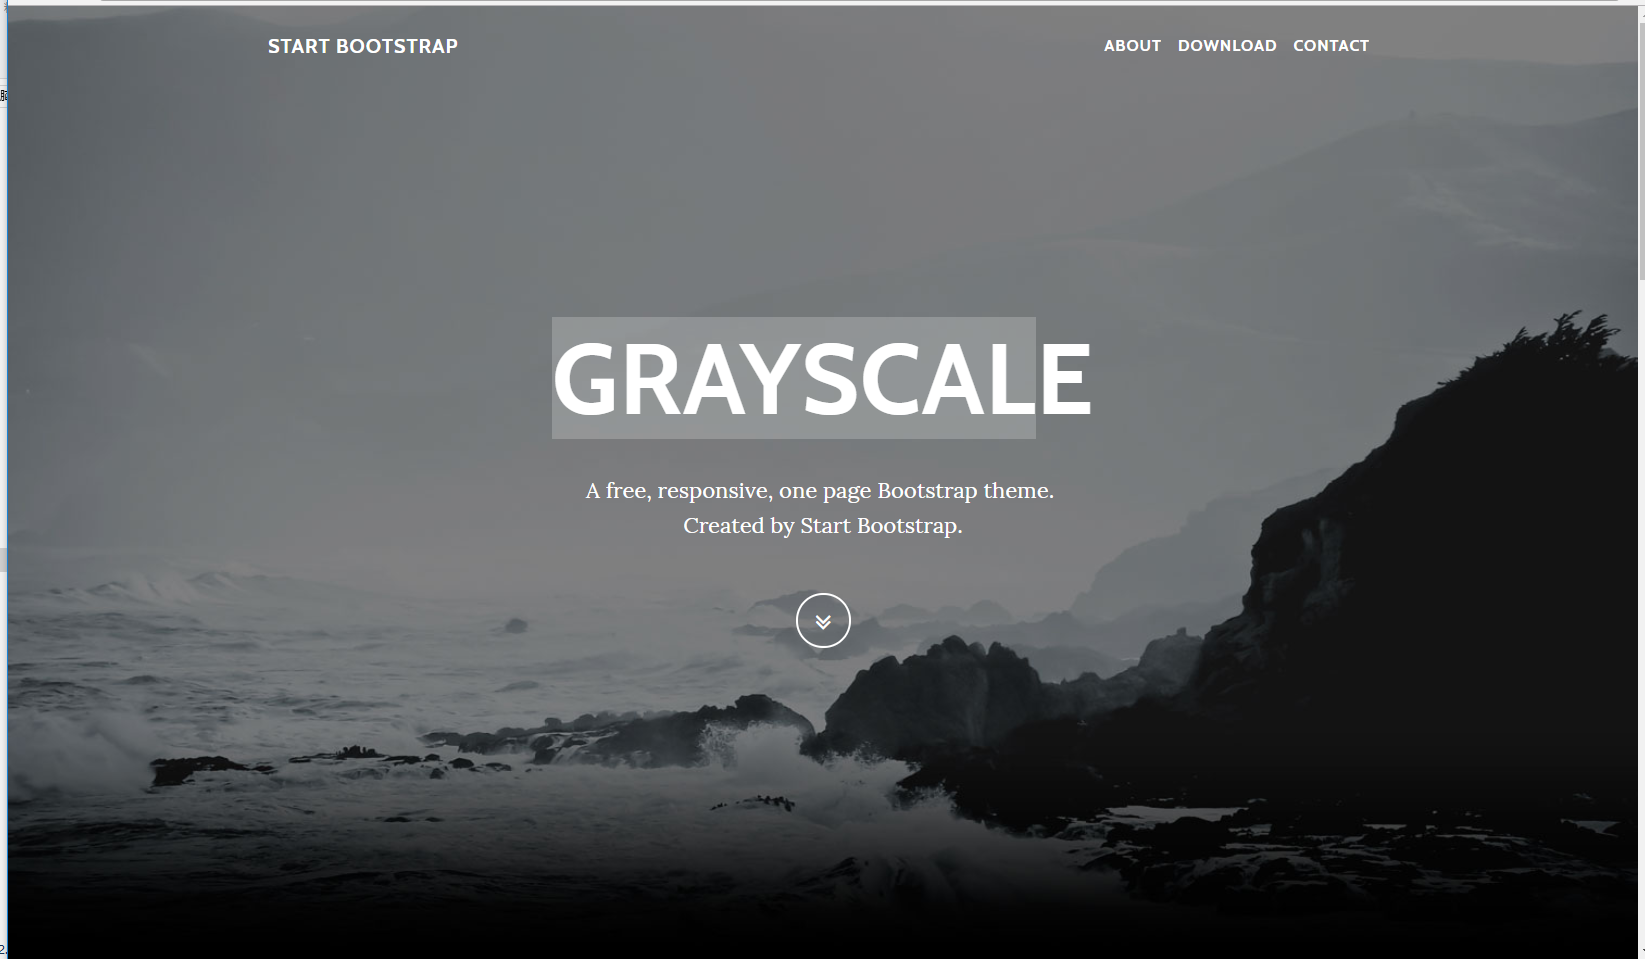 START BOOTSTRAP
ABOUT DOWNLOAD CONTACT
GRAYSCALE
A free, responsive, one page Bootstrap theme.
Created by Start Bootstrap.